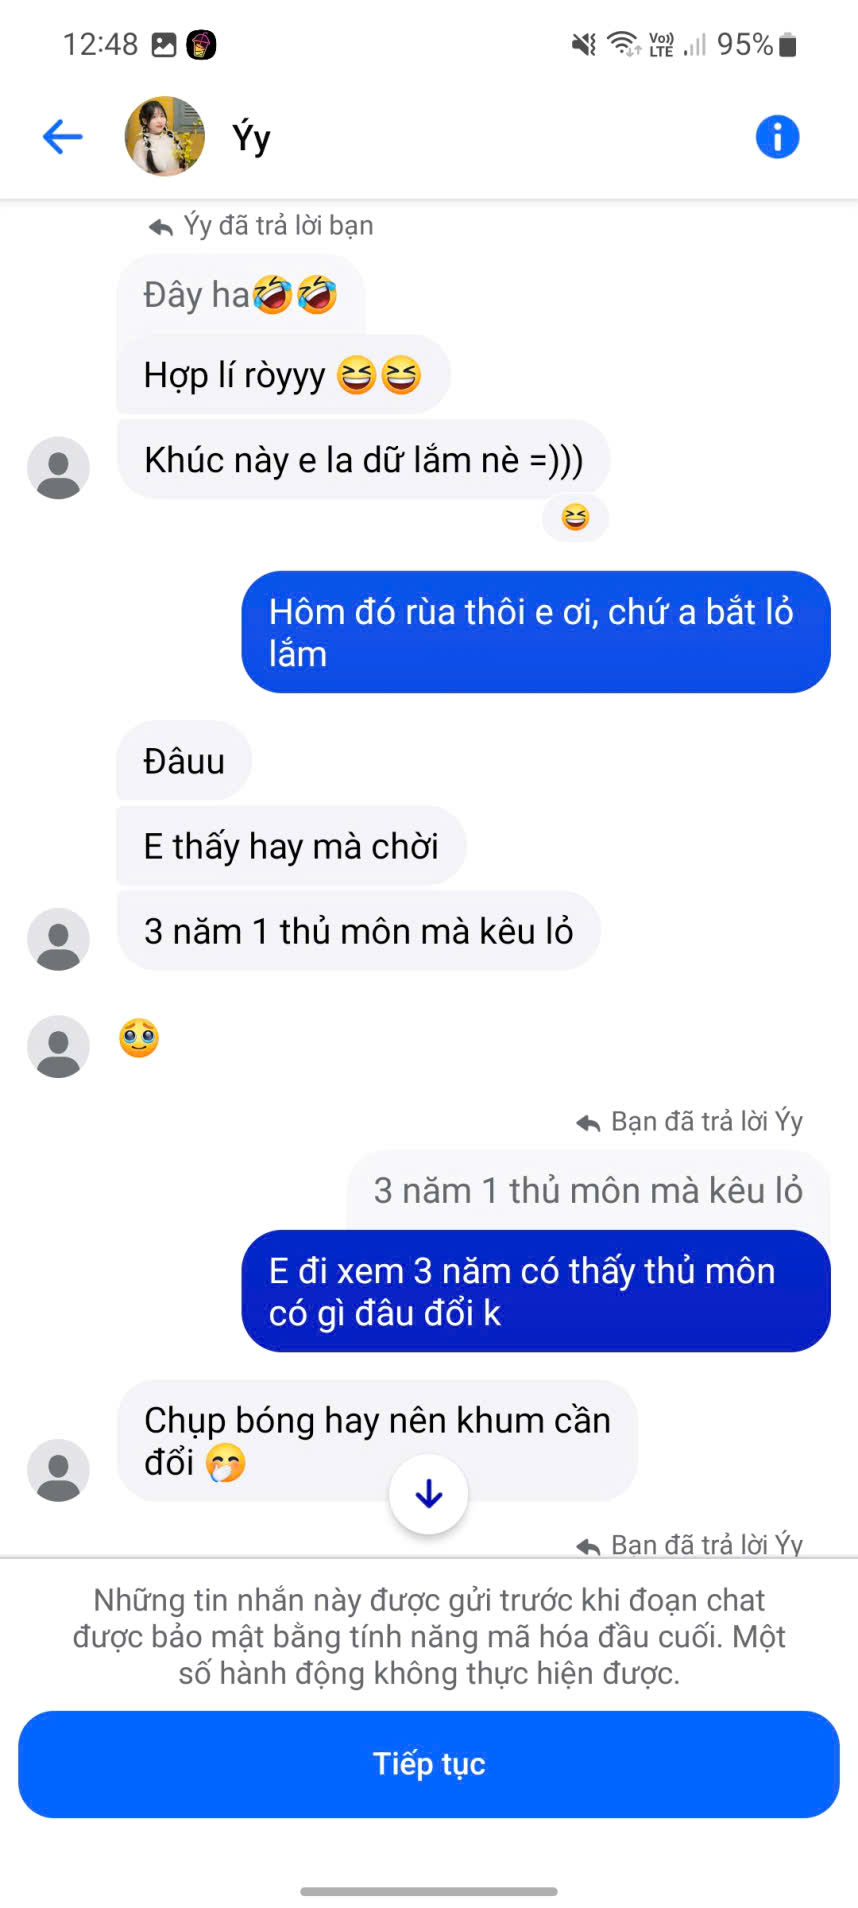 12:48
Vo))
LTE
95%
Ýy
Ýy đã trả lời bạn
Đây ha🤣🤣
Hợp lí ròyyy 😆😆
Khúc này e la dữ lắm nè =)))
😆
Hôm đó rùa thôi e ơi, chứ a bắt lỏ
lắm
Đâuu
E thấy hay mà chời
3 năm 1 thủ môn mà kêu lỏ
🥹
Bạn đã trả lời Ýy
3 năm 1 thủ môn mà kêu lỏ
E đi xem 3 năm có thấy thủ môn
có gì đâu đổi k
Chụp bóng hay nên khum cần
đổi 🤭
Bạn đã trả lời Ýy
Những tin nhắn này được gửi trước khi đoạn chat
được bảo mật bằng tính năng mã hóa đầu cuối. Một
số hành động không thực hiện được.
Tiếp tục